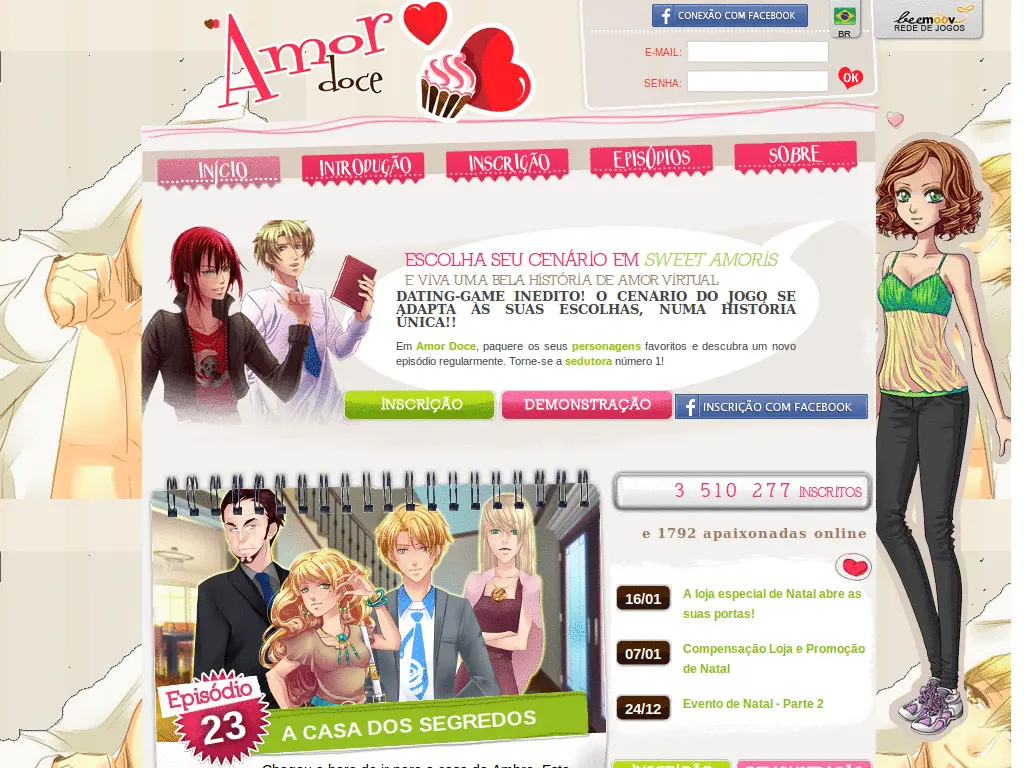 Amor
doce
CONEXÃO COM FACEBOOK
BR
beemoov
REDE DE JOGOS
E-MAIL:
SENHA:
OK
INÍCIO
INTRODUÇÃO
INSCRIÇÃO
EPISÓDIOS
SOBRE
ESCOLHA SEU CENÁRIO EM SWEET AMORIS
E VIVA UMA BELA HISTÓRIA DE AMOR VIRTUAL
DATING-GAME INEDITO! O CENARIO DO JOGO SE
ADAPTA ÀS SUAS ESCOLHAS, NUMA HISTÓRIA
ÚNICA!!
Em Amor Doce, paquere os seus personagens favoritos e descubra um novo
episódio regularmente. Torne-se a sedutora número 1!
INSCRIÇÃO
DEMONSTRAÇÃO
INSCRIÇÃO COM FACEBOOK
3 510 277 INSCRITOS
e 1792 apaixonadas online
16/01
A loja especial de Natal abre as
suas portas!
07/01
Compensação Loja e Promoção
de Natal
24/12
Evento de Natal - Parte 2
Episódio
23
A CASA DOS SEGREDOS
INSCRIÇÃO
DEMONSTRAÇÃO